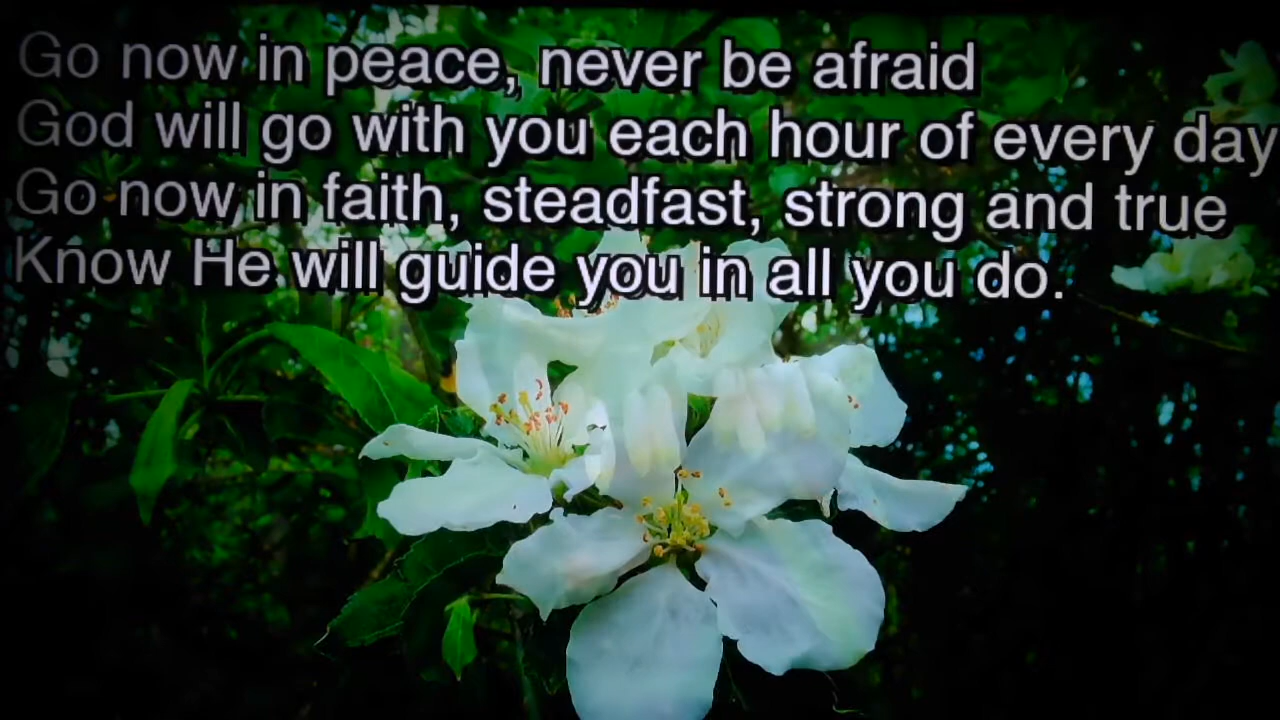 Go now in peace, never be afraid
God will go with you each hour of every day
Go now in faith, steadfast, strong and true
Know He will guide you in all you do.